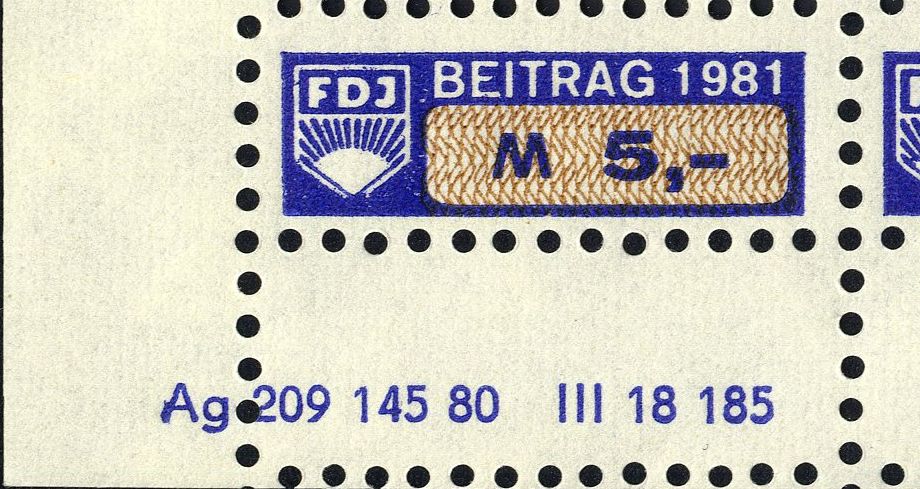 FDJ BEITRAG 1981
M 5,-
Ag 209 145 80 III 18 185